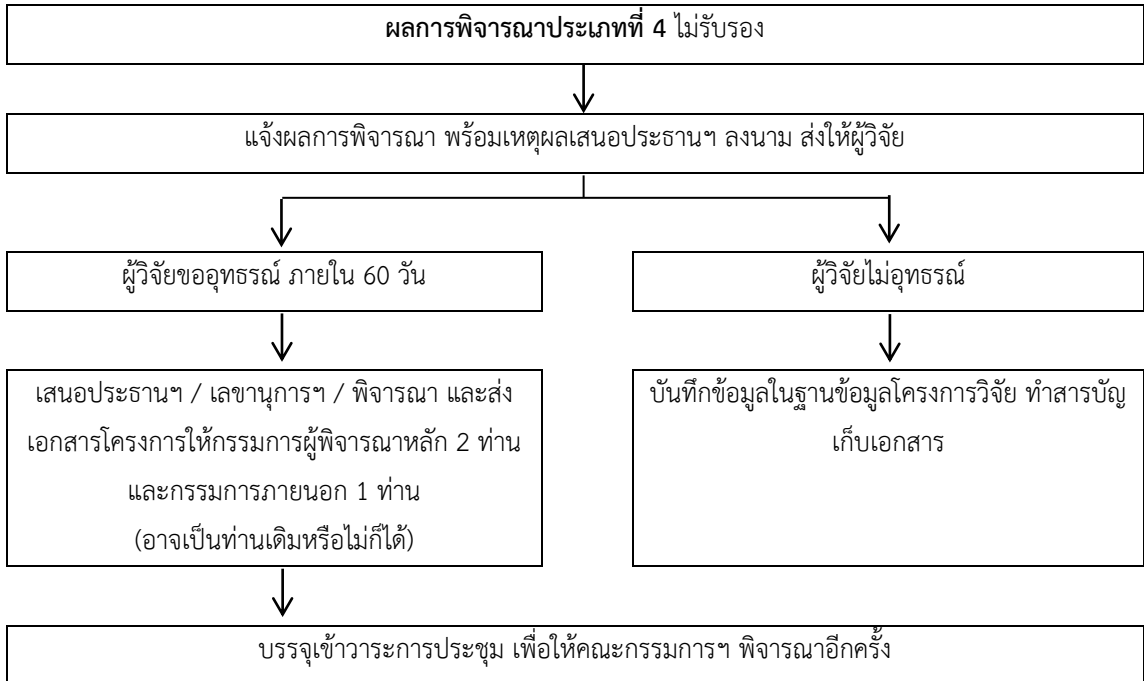 ผลการพิจารณาประเภทที่ 4 ไม่รับรอง
แจ้งผลการพิจารณา พร้อมเหตุผลเสนอประธานฯ ลงนาม ส่งให้ผู้วิจัย
ผู้วิจัยขออุทธรณ์ ภายใน 60 วัน
ผู้วิจัยไม่อุทธรณ์
เสนอประธานฯ / เลขานุการฯ / พิจารณา และส่ง
เอกสารโครงการให้กรรมการผู้พิจารณาหลัก 2 ท่าน
และกรรมการภายนอก 1 ท่าน
(อาจเป็นท่านเดิมหรือไม่ก็ได้)
บันทึกข้อมูลในฐานข้อมูลโครงการวิจัย ทำสารบัญ
เก็บเอกสาร
บรรจุเข้าวาระการประชุม เพื่อให้คณะกรรมการฯ พิจารณาอีกครั้ง